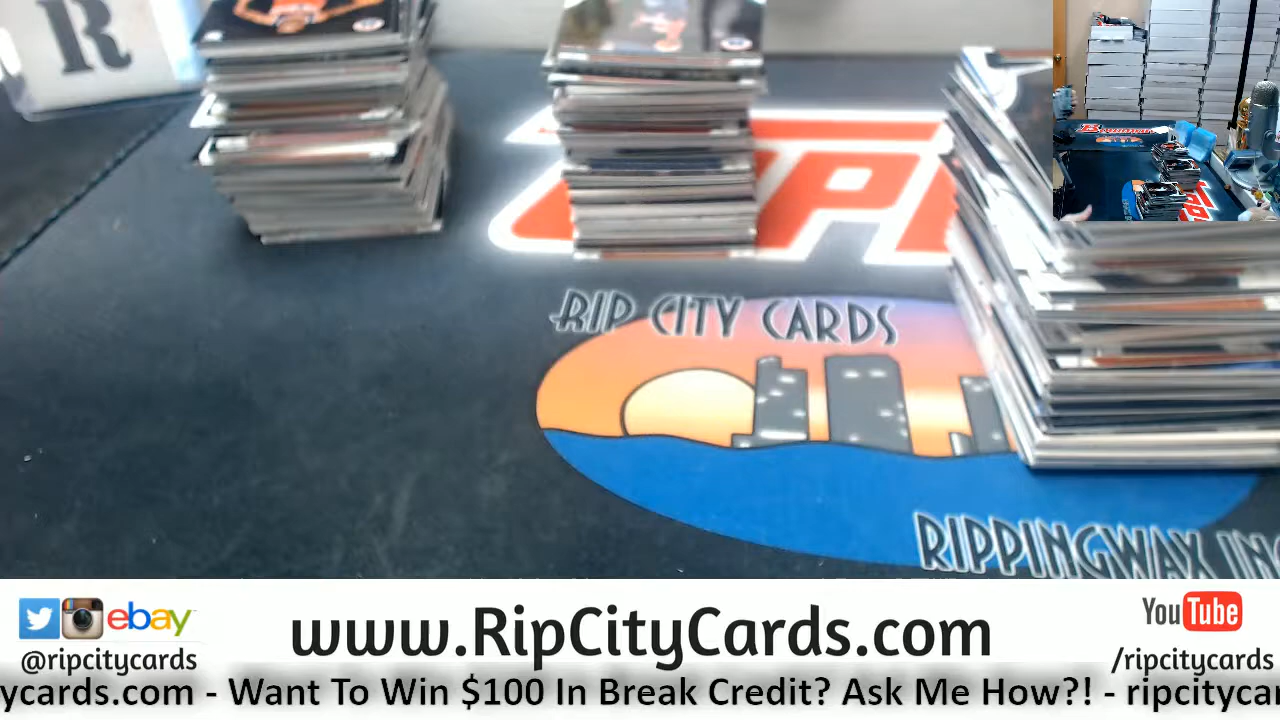 R
RIP CITY CARDS
RIPPINGWAX
YouTube
ebay
www.RipCityCards.com
@ripcitycards
/ripcitycards
ycards.com - Want To Win $100 In Break Credit? Ask Me How?! - ripcitycar